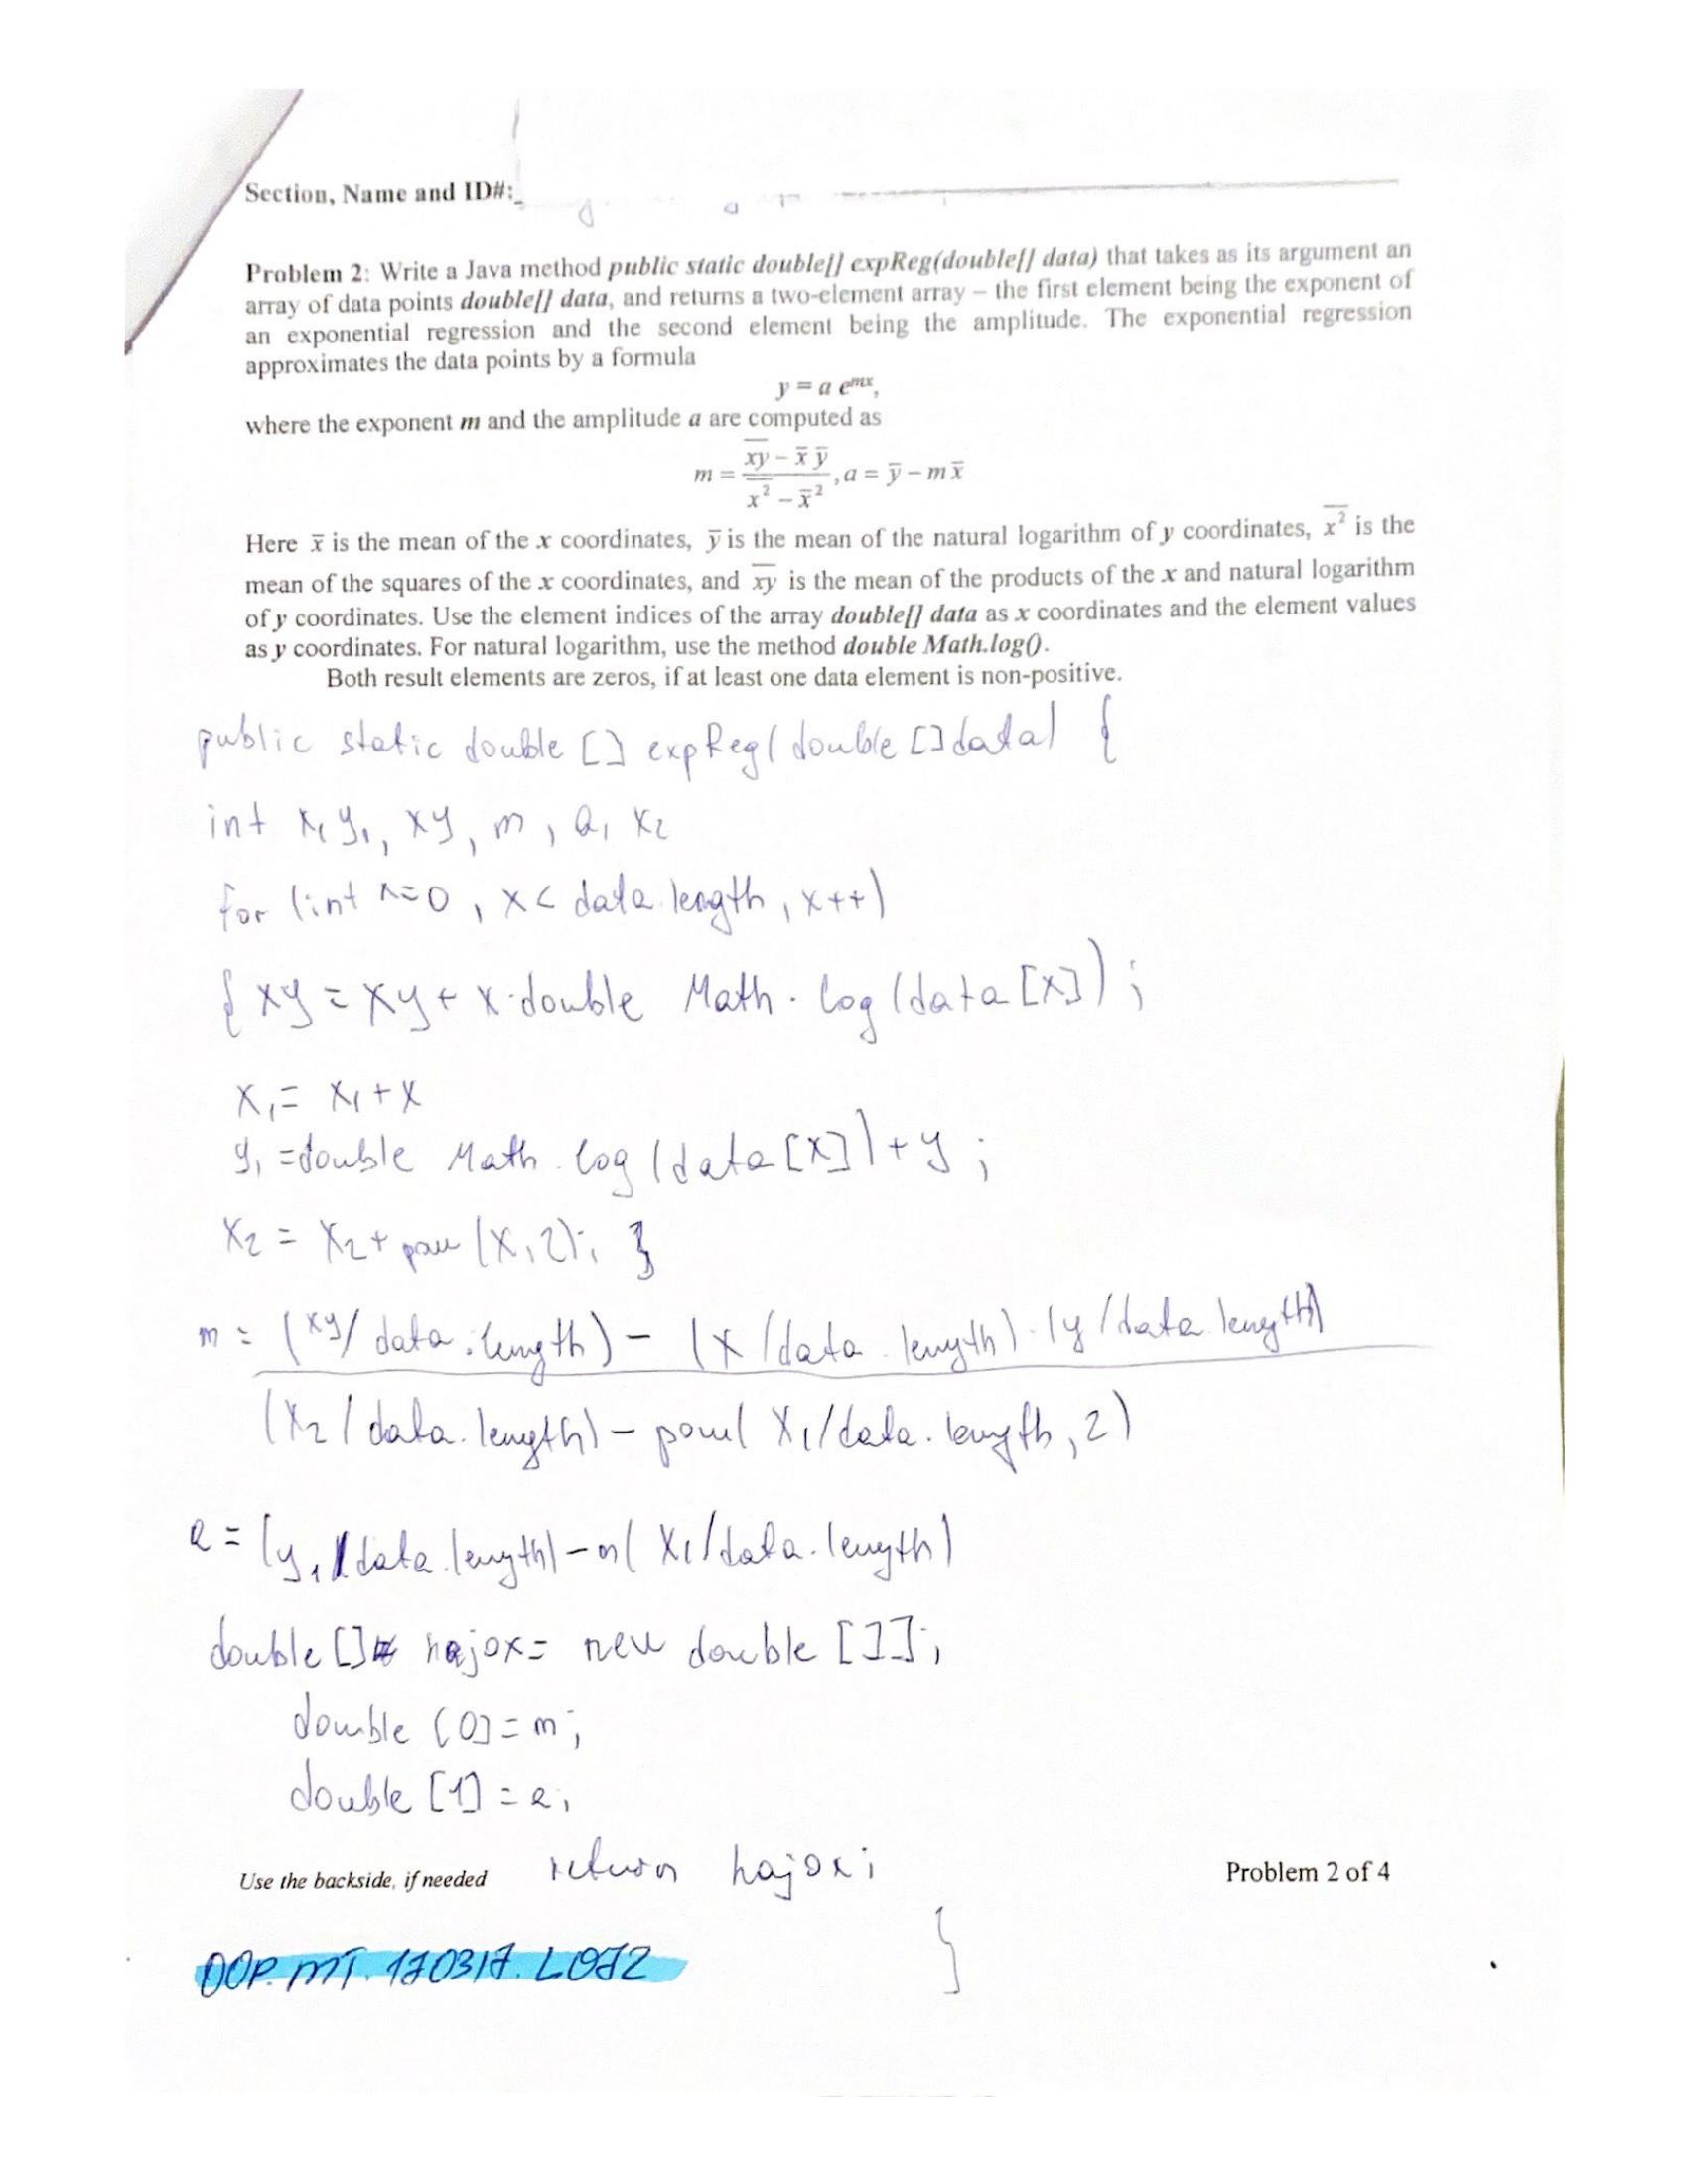 Section, Name and ID#:
Problem 2: Write a Java method public static double[] expReg(double[] data) that takes as its argument an
array of data points double[] data, and returns a two-element array – the first element being the exponent of
an exponential regression and the second element being the amplitude. The exponential regression
approximates the data points by a formula
y = a e^{mx},
where the exponent m and the amplitude a are computed as
m = \frac{\overline{xy} - \bar{x}\bar{y}}{\overline{x^2} - \bar{x}^2}, a = \bar{y} - m\bar{x}
Here x̄ is the mean of the x coordinates, ȳ is the mean of the natural logarithm of y coordinates, \overline{x^2} is the
mean of the squares of the x coordinates, and \overline{xy} is the mean of the products of the x and natural logarithm
of y coordinates. Use the element indices of the array double[] data as x coordinates and the element values
as y coordinates. For natural logarithm, use the method double Math.log().
Both result elements are zeros, if at least one data element is non-positive.
public static double [] expReg( double [] data) {
int x₁ y₁, xy, m, a, x₂
for (int x=0, x< data.length, x++)
{ xy = xy + x·double Math.log(data[x]);
x₁= x₁+x
y₁=double Math.log(data[x])+y;
x₂ = x₂+pow(x,2); }
m = (xy/ data.length) - (x/data.length)·(y/data.length)
(x₂/data.length) - pow( x₁/data.length, 2)
a = (y₁/data.length) - m( x₁/data.length)
double [] hajox= new double []];
double [0]=m;
double [1]=a;
return hajox;
Use the backside, if needed
Problem 2 of 4
}
OOP.MT.170317.L072